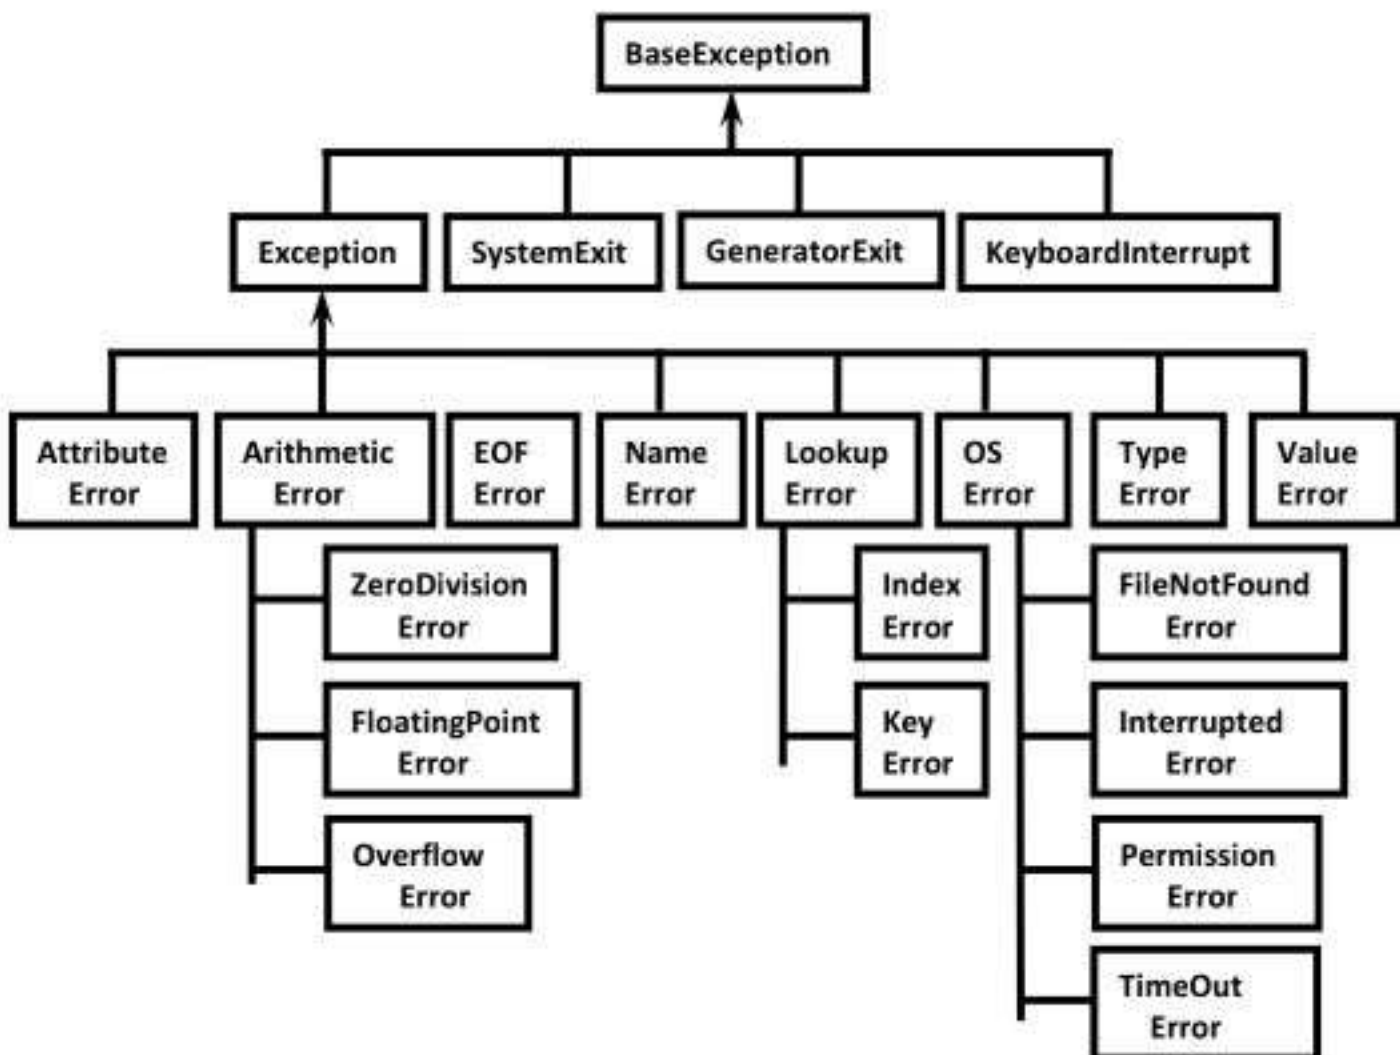 BaseException
Exception
SystemExit
GeneratorExit
KeyboardInterrupt
Attribute
Error
Arithmetic
Error
EOF
Error
Name
Error
Lookup
Error
OS
Error
Type
Error
Value
Error
ZeroDivision
Error
FloatingPoint
Error
Overflow
Error
Index
Error
Key
Error
FileNotFound
Error
Interrupted
Error
Permission
Error
TimeOut
Error